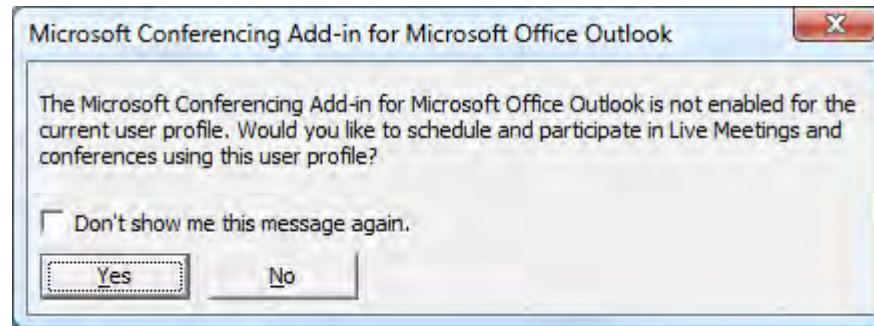 Microsoft Conferencing Add-in for Microsoft Office Outlook
The Microsoft Conferencing Add-in for Microsoft Office Outlook is not enabled for the
current user profile. Would you like to schedule and participate in Live Meetings and
conferences using this user profile?
Don't show me this message again.
Yes No